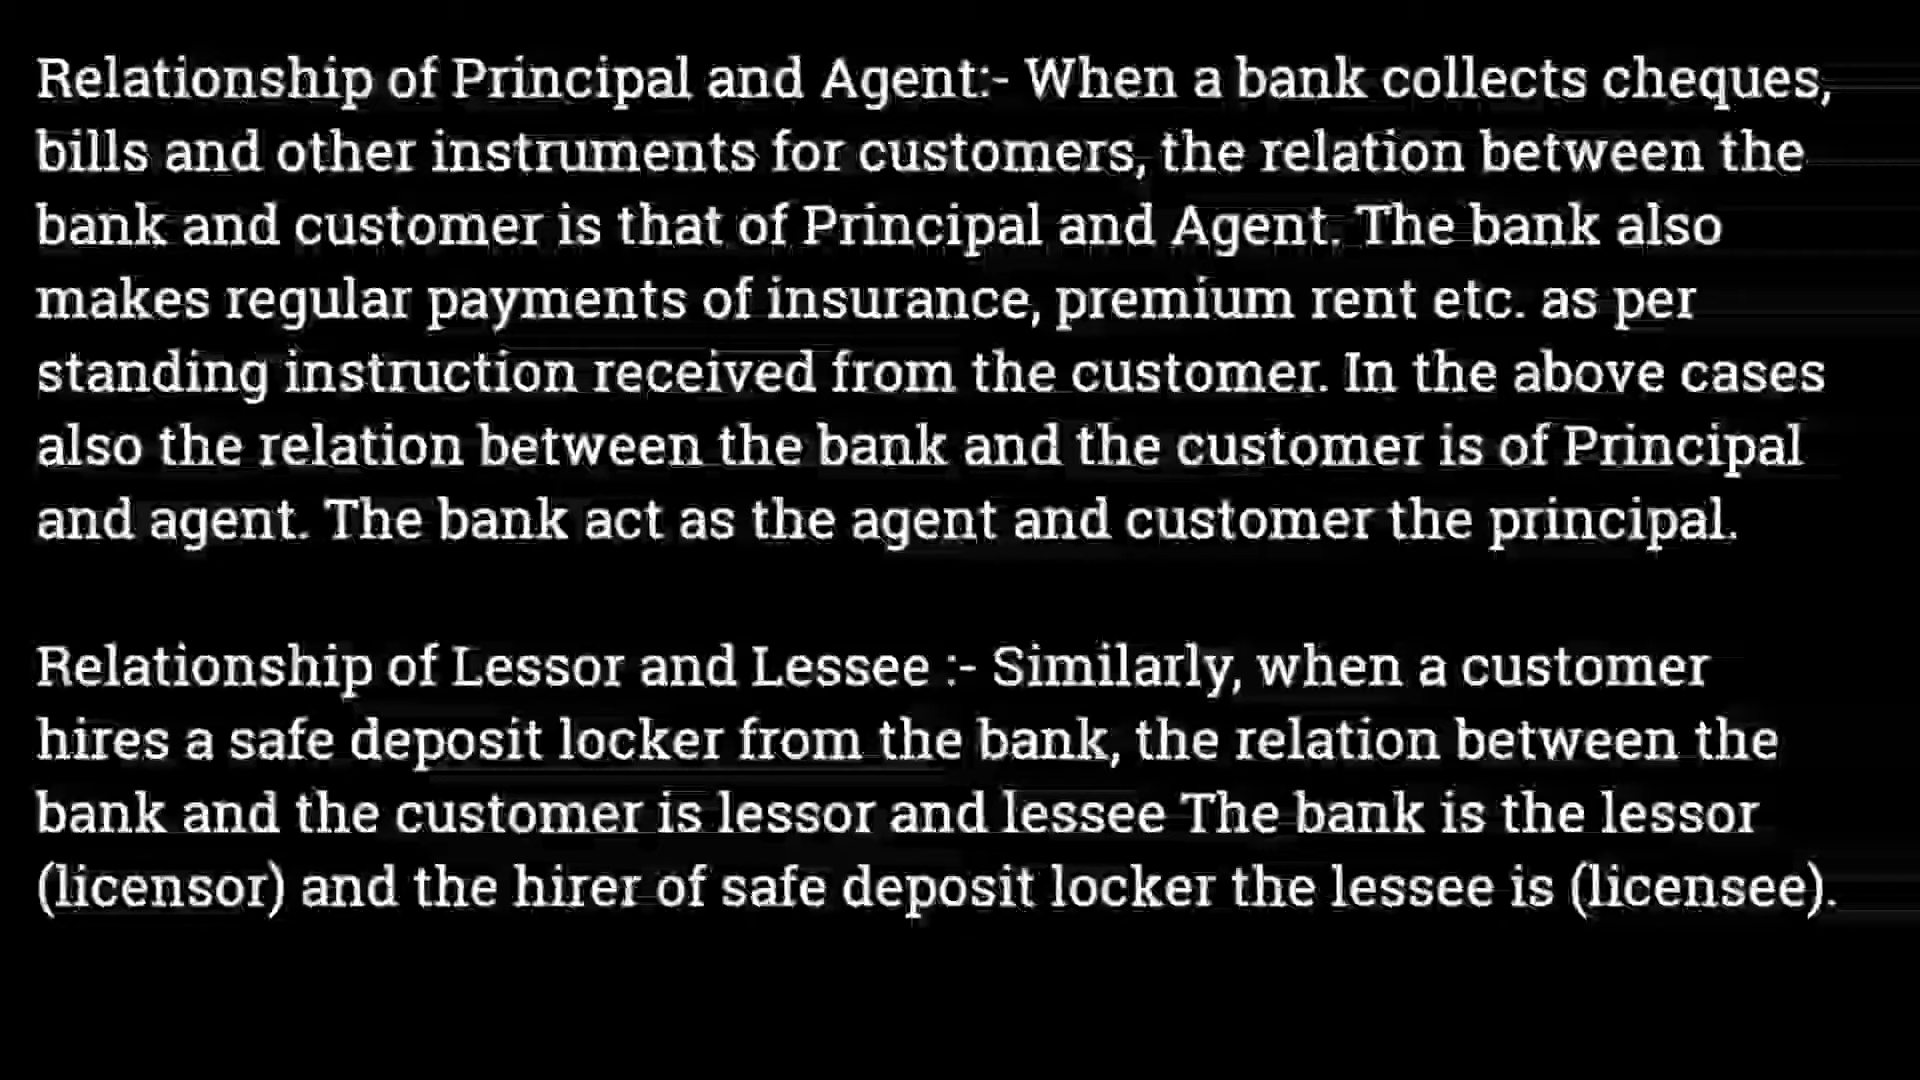 Relationship of Principal and Agent:- When a bank collects cheques,
bills and other instruments for customers, the relation between the
bank and customer is that of Principal and Agent. The bank also
makes regular payments of insurance, premium rent etc. as per
standing instruction received from the customer. In the above cases
also the relation between the bank and the customer is of Principal
and agent. The bank act as the agent and customer the principal.
Relationship of Lessor and Lessee :- Similarly, when a customer
hires a safe deposit locker from the bank, the relation between the
bank and the customer is lessor and lessee The bank is the lessor
(licensor) and the hirer of safe deposit locker the lessee is (licensee).